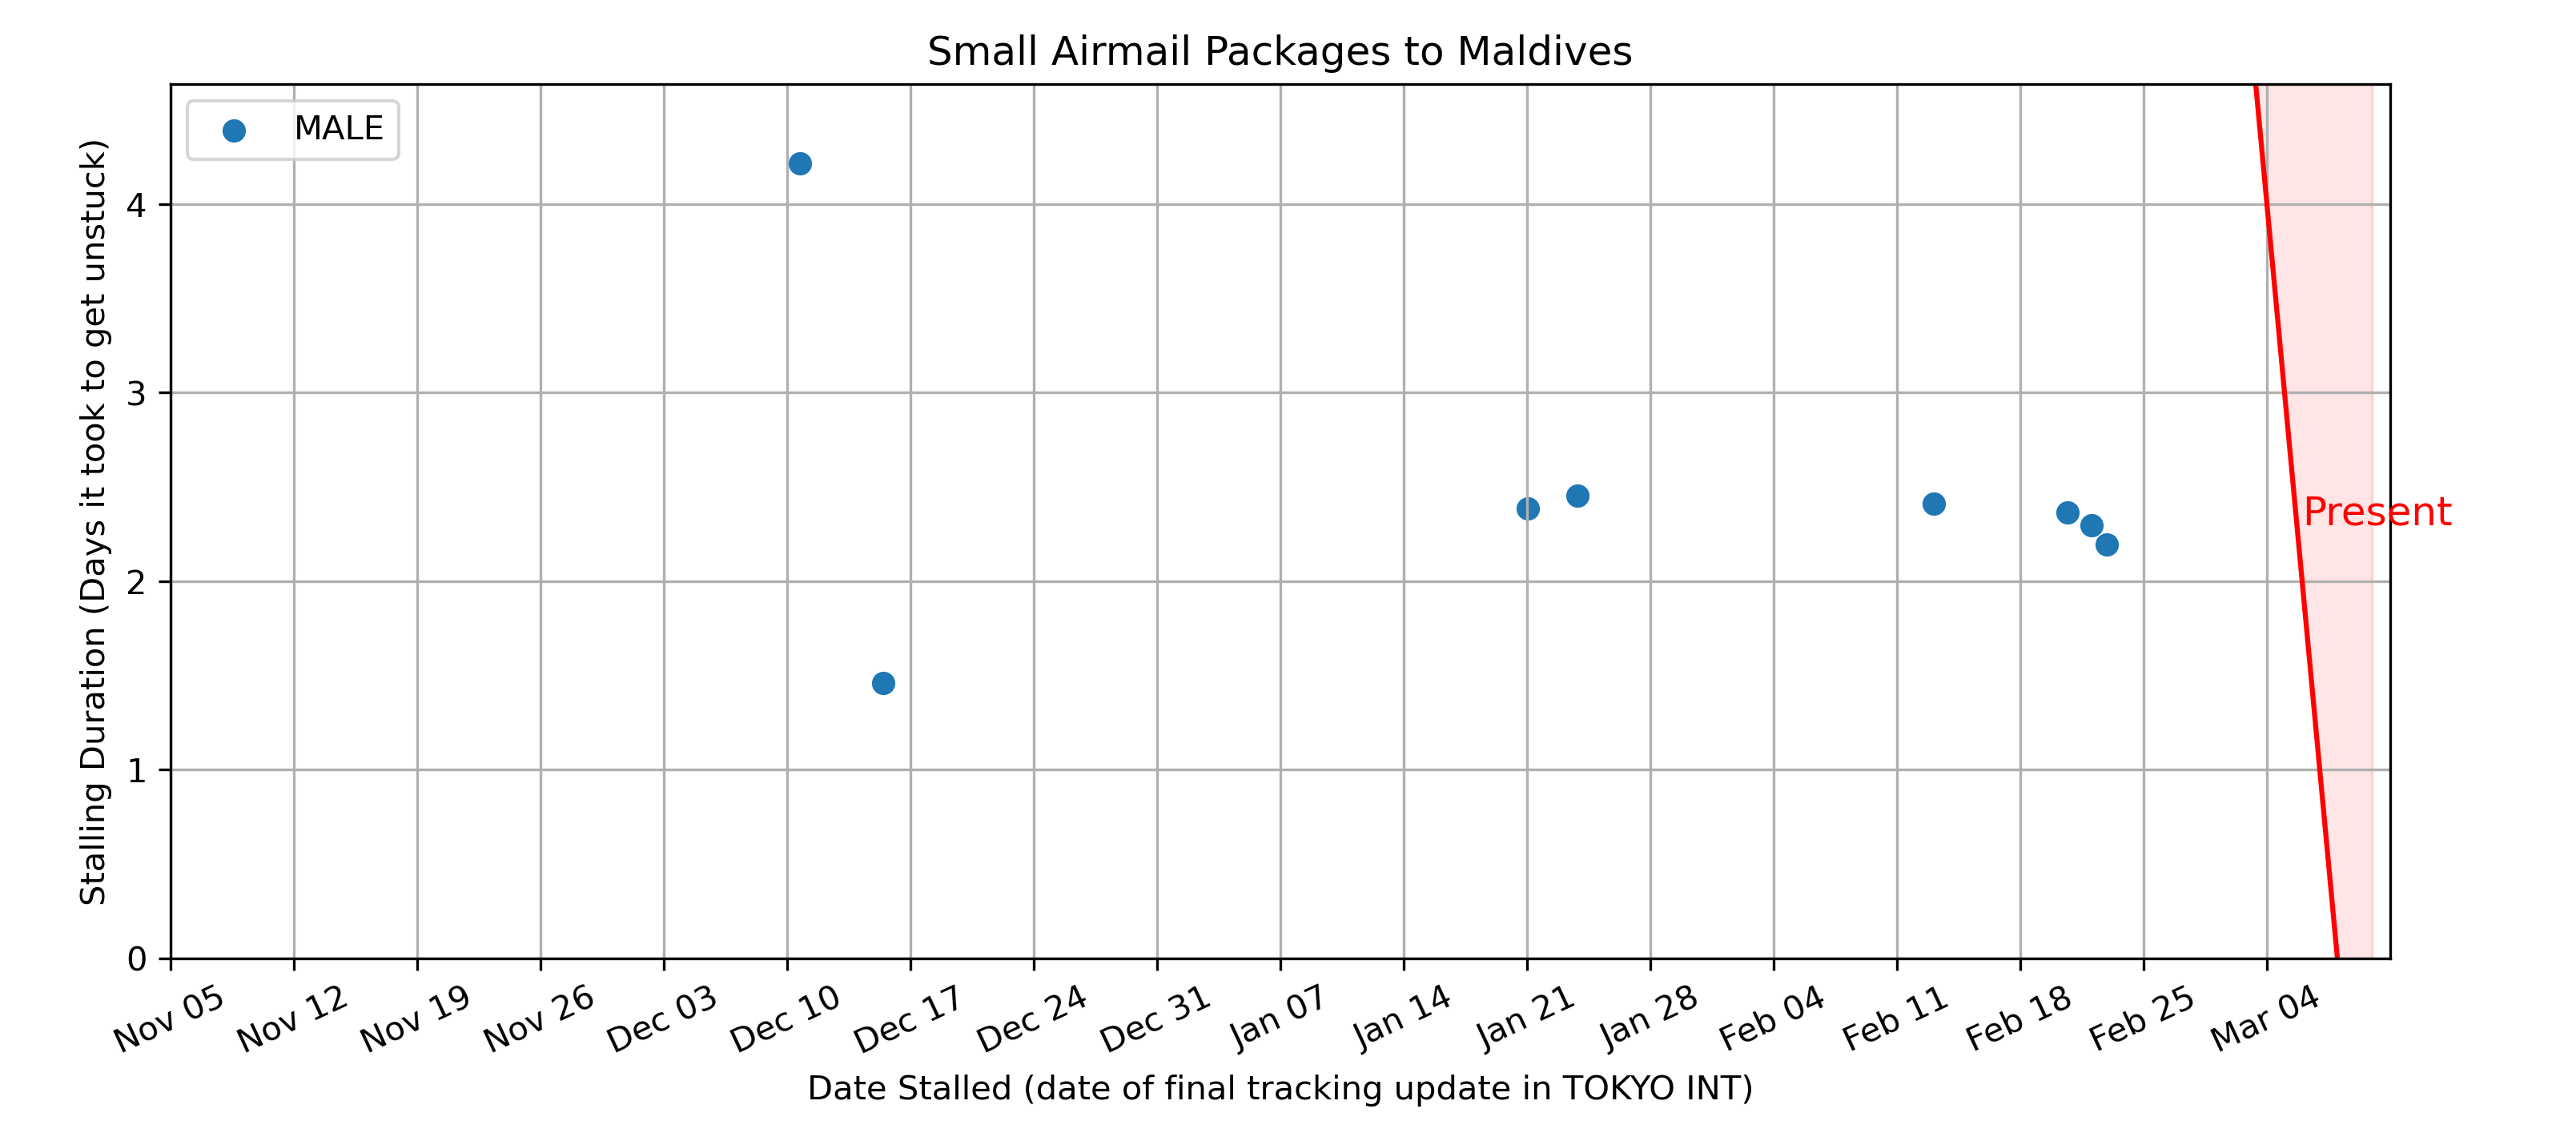 Small Airmail Packages to Maldives
MALE
Stalling Duration (Days it took to get unstuck)
4
3
2
1
0
Present
Nov 05
Nov 12
Nov 19
Nov 26
Dec 03
Dec 10
Dec 17
Dec 24
Dec 31
Jan 07
Jan 14
Jan 21
Jan 28
Feb 04
Feb 11
Feb 18
Feb 25
Mar 04
Date Stalled (date of final tracking update in TOKYO INT)